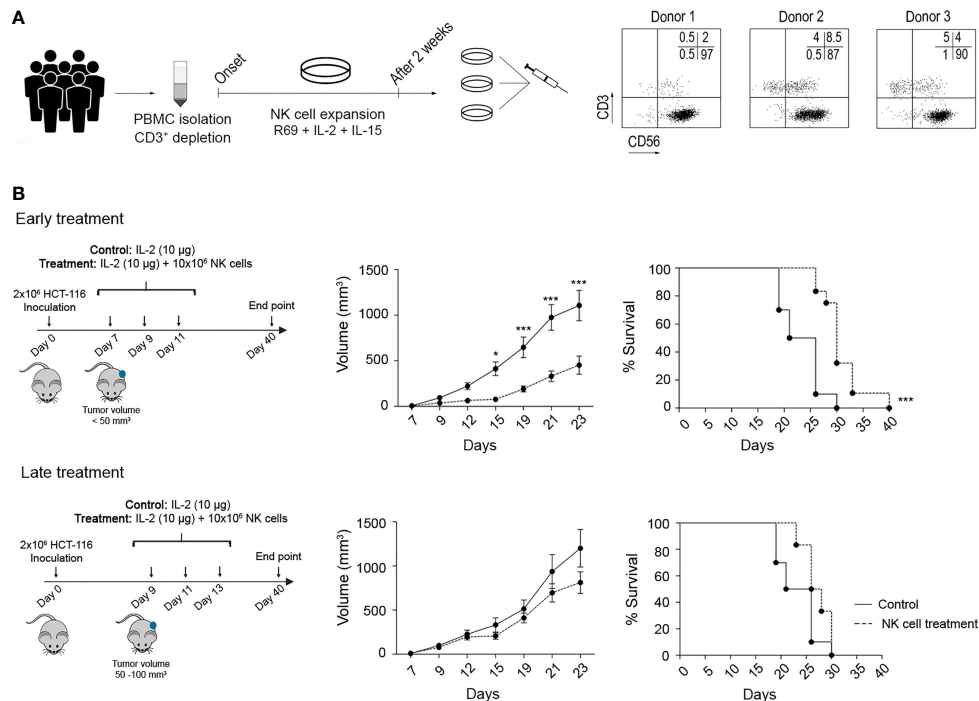 A
Onset
After 2 weeks
PBMC isolation
CD3⁺ depletion
NK cell expansion
R69 + IL-2 + IL-15
Donor 1
Donor 2
Donor 3
0.5 2
0.5 97
4 8.5
0.5 87
5 4
1 90
CD3
CD56
B
Early treatment
Control: IL-2 (10 µg)
Treatment: IL-2 (10 µg) + 10x10⁶ NK cells
2x10⁶ HCT-116
Inoculation
End point
Day 0
Day 7
Day 9
Day 11
Day 40
Tumor volume
< 50 mm³
Volume (mm³)
1500
1000
500
0
*
***
***
***
7 9 12 15 19 21 23
Days
% Survival
100
80
60
40
20
0
***
0 5 10 15 20 25 30 35 40
Days
Late treatment
Control: IL-2 (10 µg)
Treatment: IL-2 (10 µg) + 10x10⁶ NK cells
2x10⁶ HCT-116
Inoculation
End point
Day 0
Day 9
Day 11
Day 13
Day 40
Tumor volume
50 -100 mm³
Volume (mm³)
1500
1000
500
0
7 9 12 15 19 21 23
Days
% Survival
100
80
60
40
20
0
0 5 10 15 20 25 30 35 40
Days
Control
NK cell treatment